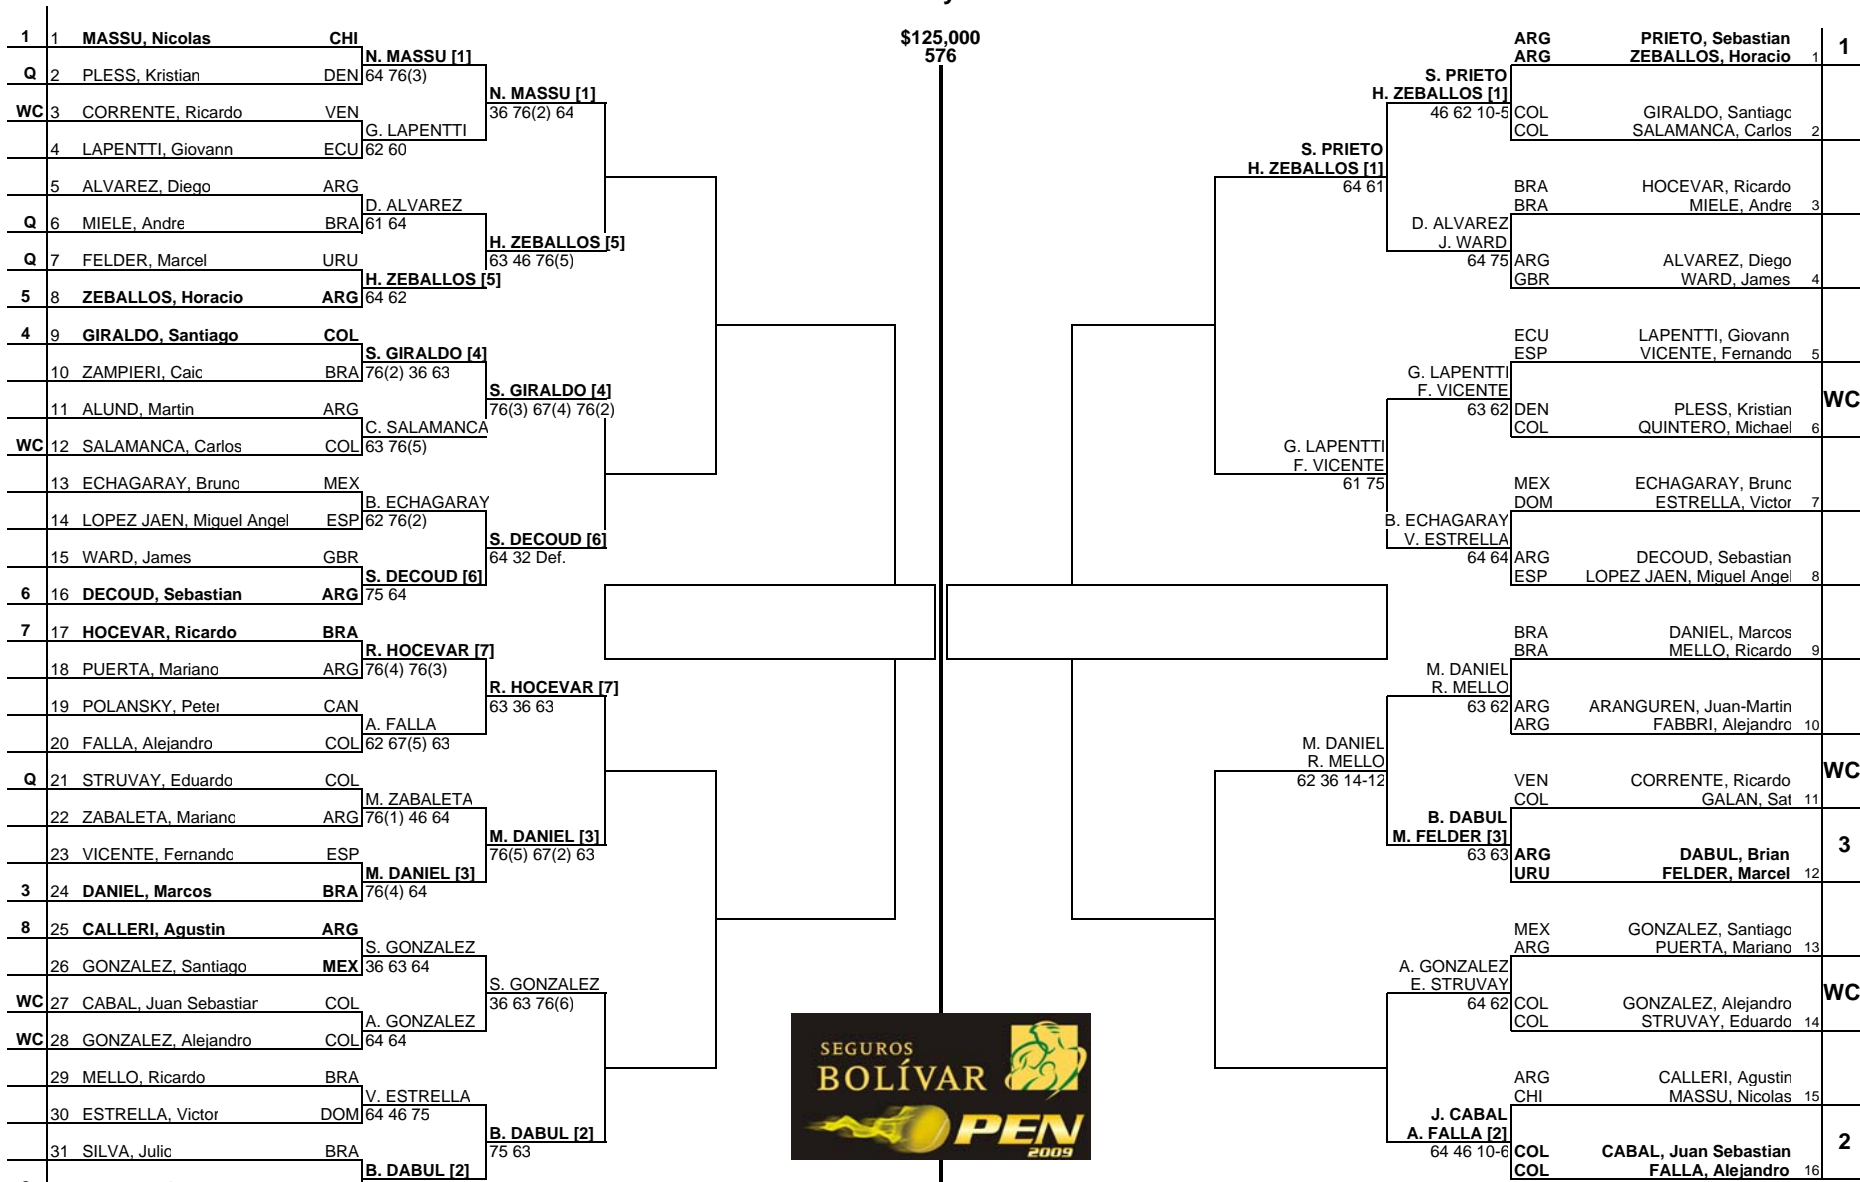 $125,000
576
1 1 MASSU, Nicolas CHI
N. MASSU [1]
Q 2 PLESS, Kristian DEN 64 76(3)
N. MASSU [1]
WC 3 CORRENTE, Ricardo VEN 36 76(2) 64
G. LAPENTTI
4 LAPENTTI, Giovann ECU 62 60
5 ALVAREZ, Diego ARG
D. ALVAREZ
Q 6 MIELE, Andre BRA 61 64
H. ZEBALLOS [5]
Q 7 FELDER, Marcel URU 63 46 76(5)
H. ZEBALLOS [5]
5 8 ZEBALLOS, Horacio ARG 64 62
4 9 GIRALDO, Santiago COL
S. GIRALDO [4]
10 ZAMPIERI, Caio BRA 76(2) 36 63
S. GIRALDO [4]
11 ALUND, Martin ARG 76(3) 67(4) 76(2)
C. SALAMANCA
WC 12 SALAMANCA, Carlos COL 63 76(5)
13 ECHAGARAY, Bruno MEX
B. ECHAGARAY
14 LOPEZ JAEN, Miguel Angel ESP 62 76(2)
S. DECOUD [6]
15 WARD, James GBR 64 32 Def.
S. DECOUD [6]
6 16 DECOUD, Sebastian ARG 75 64
7 17 HOCEVAR, Ricardo BRA
R. HOCEVAR [7]
18 PUERTA, Mariano ARG 76(4) 76(3)
R. HOCEVAR [7]
19 POLANSKY, Peter CAN 63 36 63
A. FALLA
20 FALLA, Alejandro COL 62 67(5) 63
Q 21 STRUVAY, Eduardo COL
M. ZABALETA
22 ZABALETA, Mariano ARG 76(1) 46 64
M. DANIEL [3]
23 VICENTE, Fernando ESP 76(5) 67(2) 63
M. DANIEL [3]
3 24 DANIEL, Marcos BRA 76(4) 64
8 25 CALLERI, Agustin ARG
S. GONZALEZ
26 GONZALEZ, Santiago MEX 36 63 64
S. GONZALEZ
WC 27 CABAL, Juan Sebastian COL 36 63 76(6)
A. GONZALEZ
WC 28 GONZALEZ, Alejandro COL 64 64
29 MELLO, Ricardo BRA
V. ESTRELLA
30 ESTRELLA, Victor DOM 64 46 75
B. DABUL [2]
31 SILVA, Julio BRA 75 63
B. DABUL [2]
ARG PRIETO, Sebastian
ARG ZEBALLOS, Horacio 1 1
S. PRIETO
H. ZEBALLOS [1]
46 62 10-5
COL GIRALDO, Santiago
COL SALAMANCA, Carlos 2
S. PRIETO
H. ZEBALLOS [1]
64 61
BRA HOCEVAR, Ricardo
BRA MIELE, Andre 3
D. ALVAREZ
J. WARD
64 75
ARG ALVAREZ, Diego
GBR WARD, James 4
ECU LAPENTTI, Giovann
ESP VICENTE, Fernando 5
G. LAPENTTI
F. VICENTE
63 62
WC
DEN PLESS, Kristian
COL QUINTERO, Michael 6
G. LAPENTTI
F. VICENTE
61 75
MEX ECHAGARAY, Bruno
DOM ESTRELLA, Victor 7
B. ECHAGARAY
V. ESTRELLA
64 64
ARG DECOUD, Sebastian
ESP LOPEZ JAEN, Miguel Angel 8
BRA DANIEL, Marcos
BRA MELLO, Ricardo 9
M. DANIEL
R. MELLO
63 62
ARG ARANGUREN, Juan-Martin
ARG FABBRI, Alejandro 10
M. DANIEL
R. MELLO
62 36 14-12
WC
VEN CORRENTE, Ricardo
COL GALAN, Sat 11
B. DABUL
M. FELDER [3]
63 63
ARG DABUL, Brian
URU FELDER, Marcel 12 3
MEX GONZALEZ, Santiago
ARG PUERTA, Mariano 13
A. GONZALEZ
E. STRUVAY
64 62
WC
COL GONZALEZ, Alejandro
COL STRUVAY, Eduardo 14
ARG CALLERI, Agustin
CHI MASSU, Nicolas 15
J. CABAL
A. FALLA [2]
64 46 10-6
COL CABAL, Juan Sebastian
COL FALLA, Alejandro 16 2
SEGUROS
BOLÍVAR
OPEN
2009